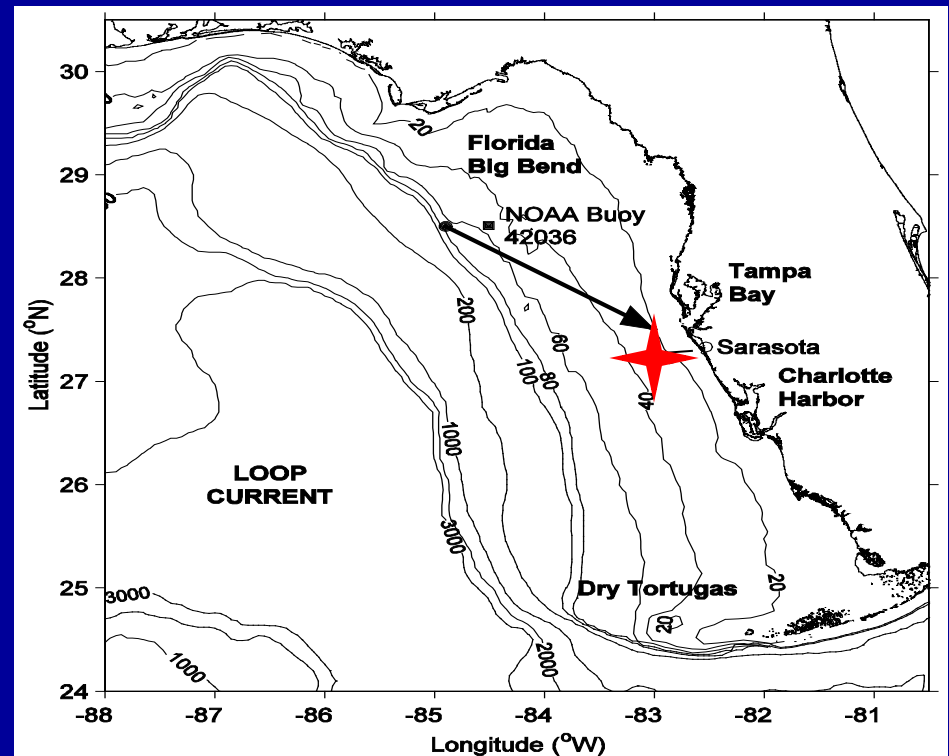 30
29
28
27
26
25
24
Latitude (°N)
-88
-87
-86
-85
-84
-83
-82
-81
Longitude (°W)
20
Florida
BIg Bend
NOAA Buoy
42036
Tampa
Bay
Sarasota
Charlotte
Harbor
200
60
80
100
40
1000
LOOP
CURRENT
3000
Dry Tortugas
20
20
3000
1000
2000